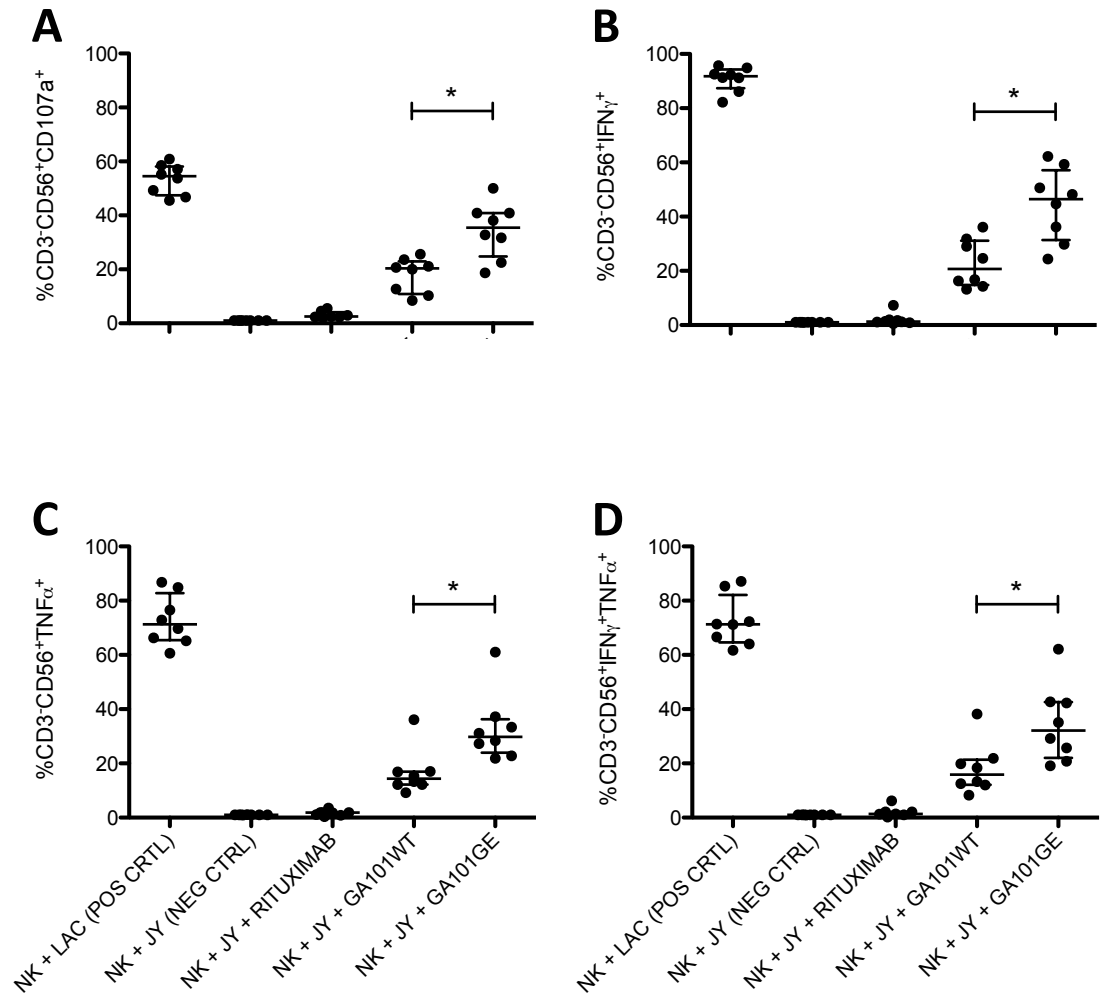 A
%CD3-CD56+CD107a+
100
80
60
40
20
0
*
B
%CD3-CD56+IFNγ+
100
80
60
40
20
0
*
C
%CD3-CD56+TNFα+
100
80
60
40
20
0
*
NK + LAC (POS CRTL)
NK + JY (NEG CTRL)
NK + JY + RITUXIMAB
NK + JY + GA101WT
NK + JY + GA101GE
D
%CD3-CD56+IFNγ+TNFα+
100
80
60
40
20
0
*
NK + LAC (POS CRTL)
NK + JY (NEG CTRL)
NK + JY + RITUXIMAB
NK + JY + GA101WT
NK + JY + GA101GE